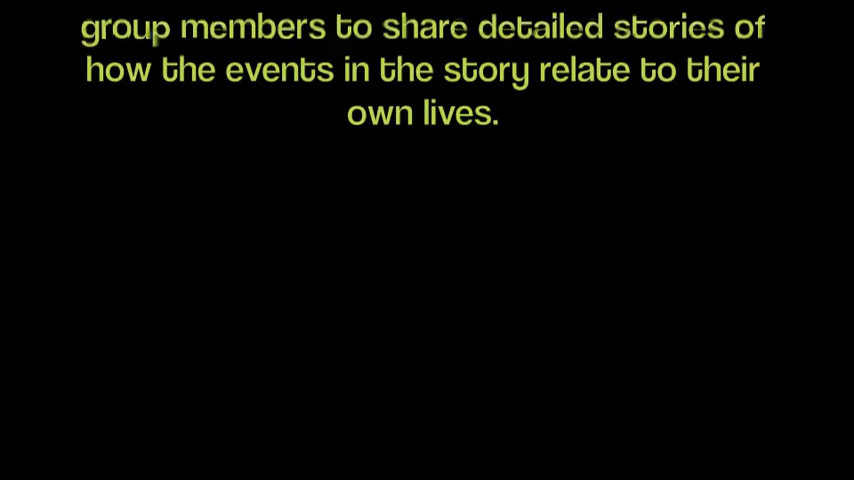 group members to share detailed stories of
how the events in the story relate to their
own lives.